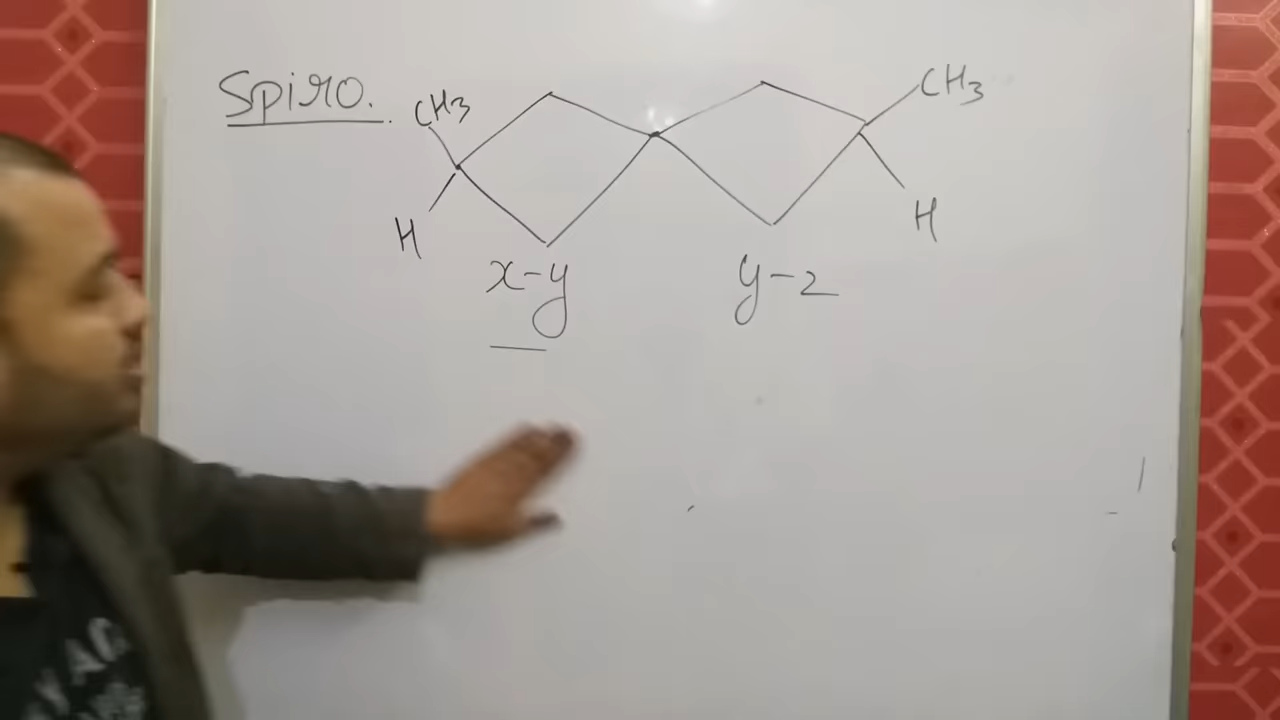 Spiro.
CH3
CH3
H
H
x-y
y-z